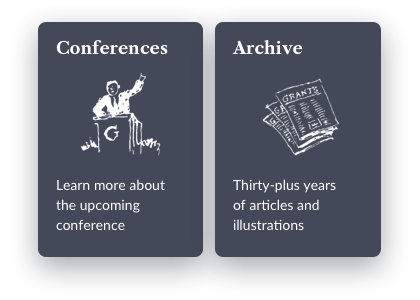 Conferences
G
Learn more about
the upcoming
conference
Archive
GRANT'S
Thirty-plus years
of articles and
illustrations